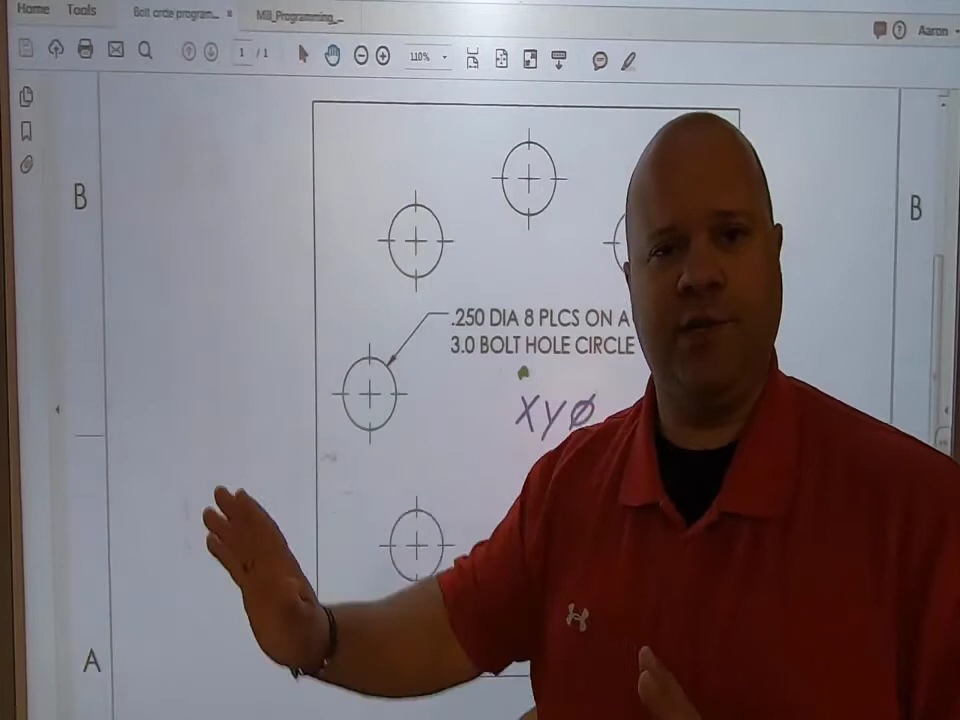 Home Tools Bolt circle program... × Mill_Programming_...
Aaron
1 / 1 110%
B B
.250 DIA 8 PLCS ON A
3.0 BOLT HOLE CIRCLE
XYØ
A